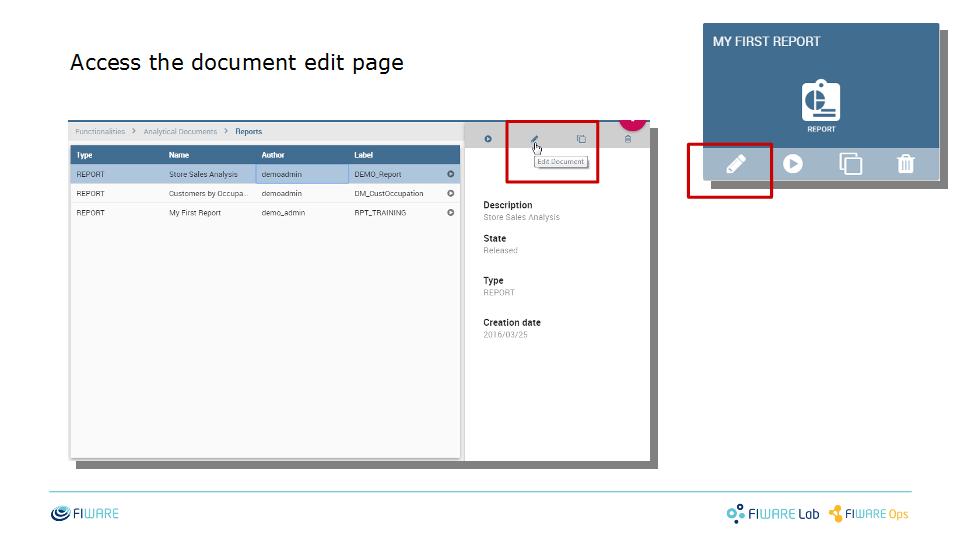 Access the document edit page
MY FIRST REPORT
REPORT
Functionalities > Analytical Documents > Reports
Edit Document
Type Name Author Label
REPORT Store Sales Analysis demoadmin DEMO_Report
REPORT Customers by Occupa... demoadmin DM_CustOccupation
REPORT My First Report demo_admin RPT_TRAINING
Description
Store Sales Analysis
State
Released
Type
REPORT
Creation date
2016/03/25
FIWARE
FIWARE Lab
FIWARE Ops